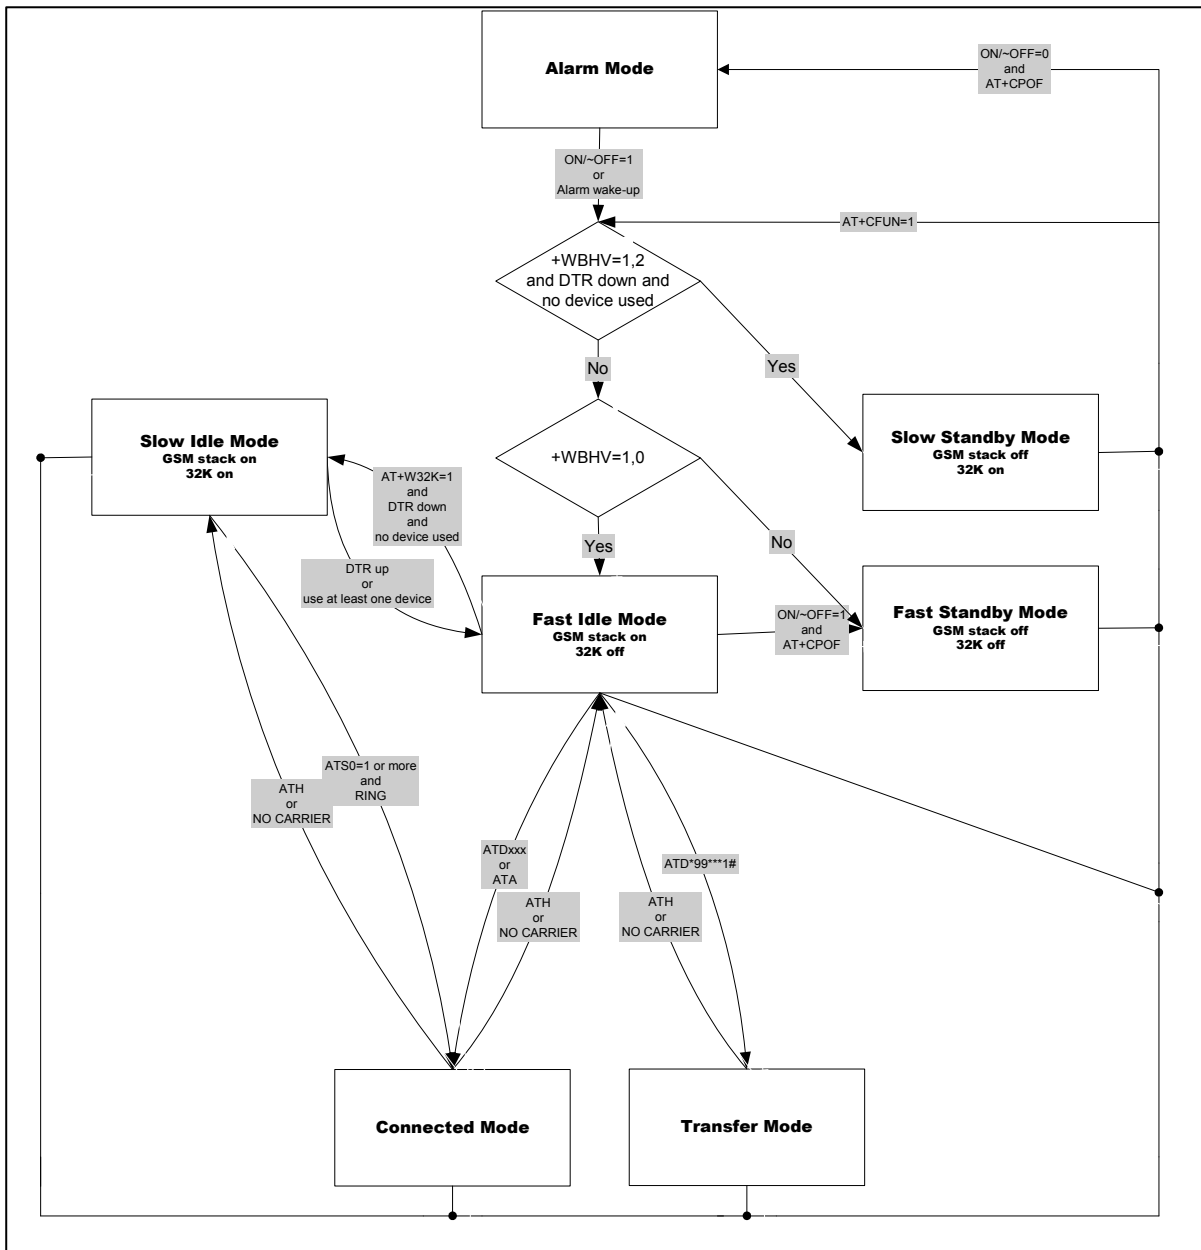 Alarm Mode
ON/~OFF=0
and
AT+CPOF
ON/~OFF=1
or
Alarm wake-up
AT+CFUN=1
+WBHV=1,2
and DTR down and
no device used
No
Yes
Slow Idle Mode
GSM stack on
32K on
AT+W32K=1
and
DTR down
and
no device used
+WBHV=1,0
Slow Standby Mode
GSM stack off
32K on
Yes
No
DTR up
or
use at least one device
Fast Idle Mode
GSM stack on
32K off
ON/~OFF=1
and
AT+CPOF
Fast Standby Mode
GSM stack off
32K off
ATH
or
NO CARRIER
ATS0=1 or more
and
RING
ATDxxx
or
ATA
ATH
or
NO CARRIER
ATH
or
NO CARRIER
ATD*99***1#
Connected Mode
Transfer Mode